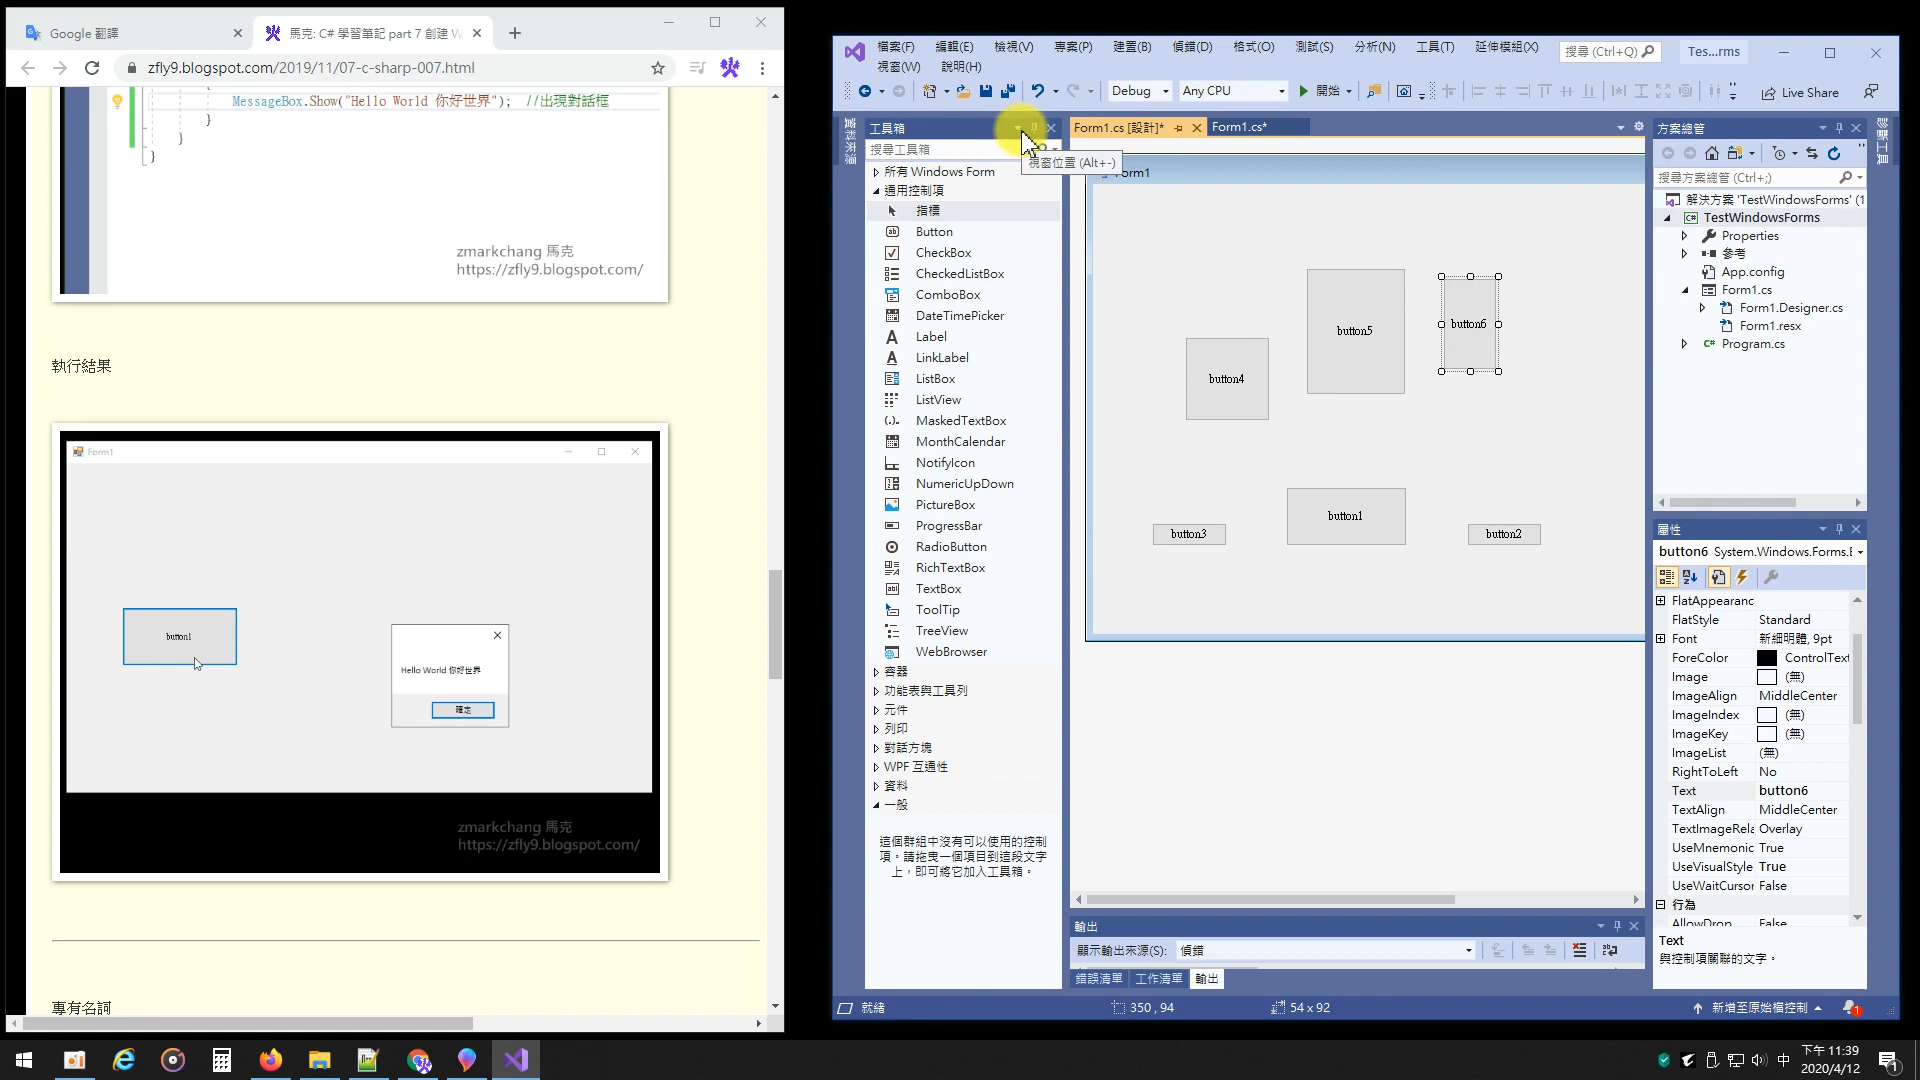 Google 翻譯
馬克: C# 學習筆記 part 7 創建 W
zfly9.blogspot.com/2019/11/07-c-sharp-007.html
MessageBox.Show("Hello World 你好世界"); //出現對話框
}
}
}
zmarkchang 馬克
https://zfly9.blogspot.com/
執行結果
Form1
button1
Hello World 你好世界
確定
zmarkchang 馬克
https://zfly9.blogspot.com/
專有名詞
檔案(F) 編輯(E) 檢視(V) 專案(P) 建置(B) 偵錯(D) 格式(O) 測試(S) 分析(N) 工具(T) 延伸模組(X)
視窗(W) 說明(H)
搜尋 (Ctrl+Q)
Tes...rms
Debug
Any CPU
開始
Live Share
資料來源
工具箱
搜尋工具箱
視窗位置 (Alt+-)
所有 Windows Form
通用控制項
指標
Button
CheckBox
CheckedListBox
ComboBox
DateTimePicker
Label
LinkLabel
ListBox
ListView
MaskedTextBox
MonthCalendar
NotifyIcon
NumericUpDown
PictureBox
ProgressBar
RadioButton
RichTextBox
TextBox
ToolTip
TreeView
WebBrowser
容器
功能表與工具列
元件
列印
對話方塊
WPF 互通性
資料
一般
這個群組中沒有可以使用的控制
項。請拖曳一個項目到這段文字
上，即可將它加入工具箱。
Form1.cs [設計]*
Form1.cs*
Form1
button5
button6
button4
button1
button3
button2
輸出
顯示輸出來源(S): 偵錯
錯誤清單 工作清單 輸出
方案總管
搜尋方案總管 (Ctrl+;)
解決方案 'TestWindowsForms' (1
TestWindowsForms
Properties
參考
App.config
Form1.cs
Form1.Designer.cs
Form1.resx
Program.cs
診斷工具
屬性
button6 System.Windows.Forms.
FlatAppearanc
FlatStyle Standard
Font 新細明體, 9pt
ForeColor ControlText
Image (無)
ImageAlign MiddleCenter
ImageIndex (無)
ImageKey (無)
ImageList (無)
RightToLeft No
Text button6
TextAlign MiddleCenter
TextImageRela Overlay
UseMnemonic True
UseVisualStyle True
UseWaitCursor False
行為
AllowDrop False
Text
與控制項關聯的文字。
就緒
350 , 94
54 x 92
新增至原始檔控制
1
中
下午 11:39
2020/4/12
1